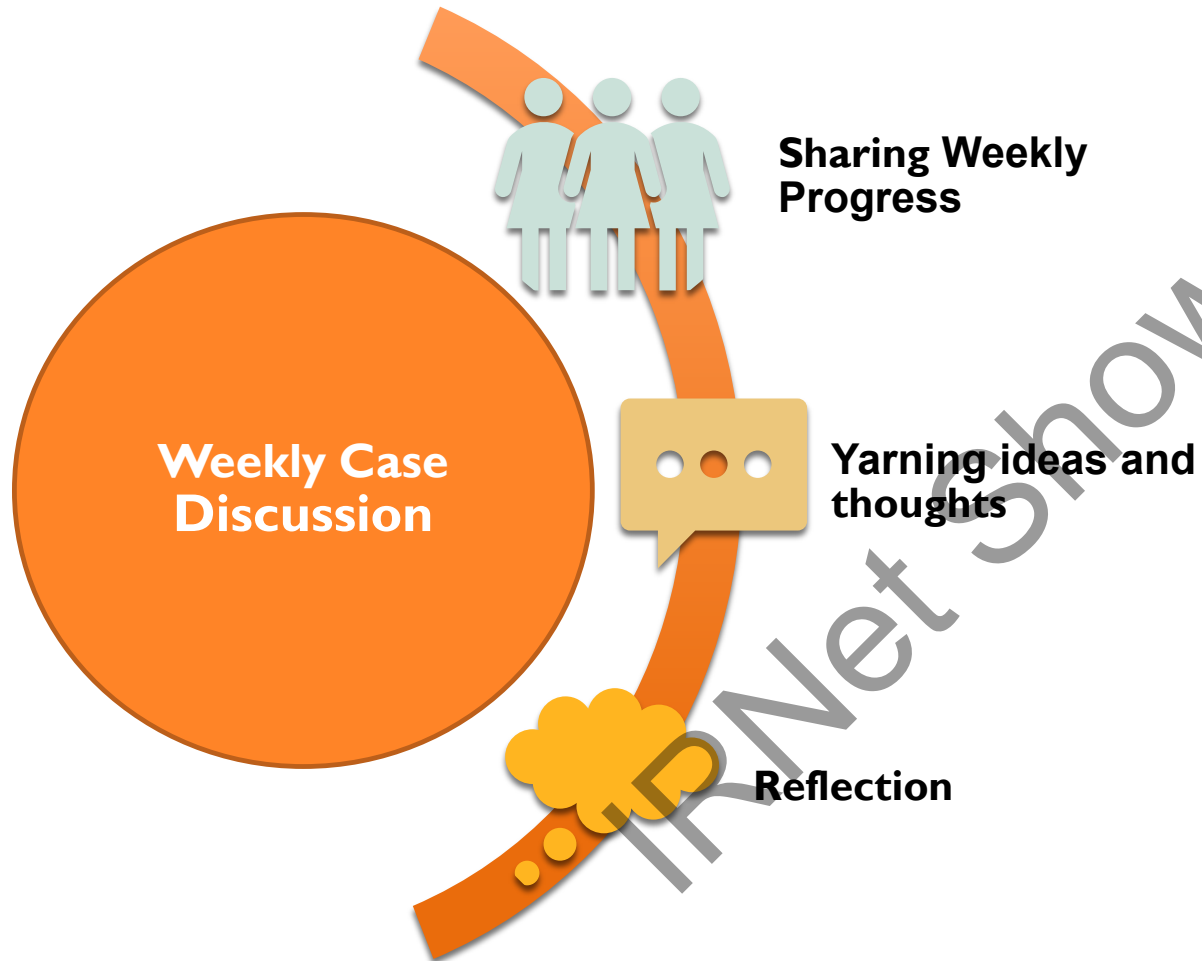 Sharing Weekly
Progress
Weekly Case
Discussion
Yarning ideas and
thoughts
Reflection
IRNet Show